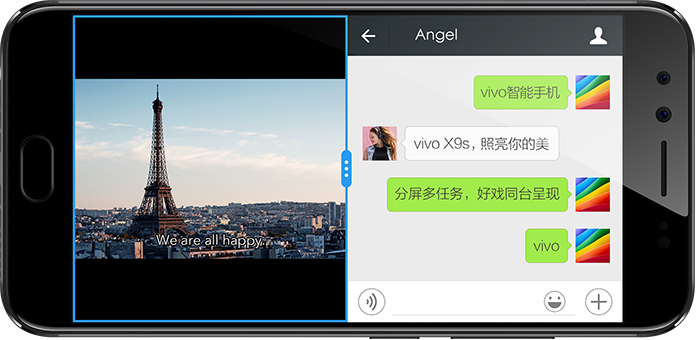 We are all happy.
Angel
vivo智能手机
vivo X9s，照亮你的美
分屏多任务，好戏同台呈现
vivo